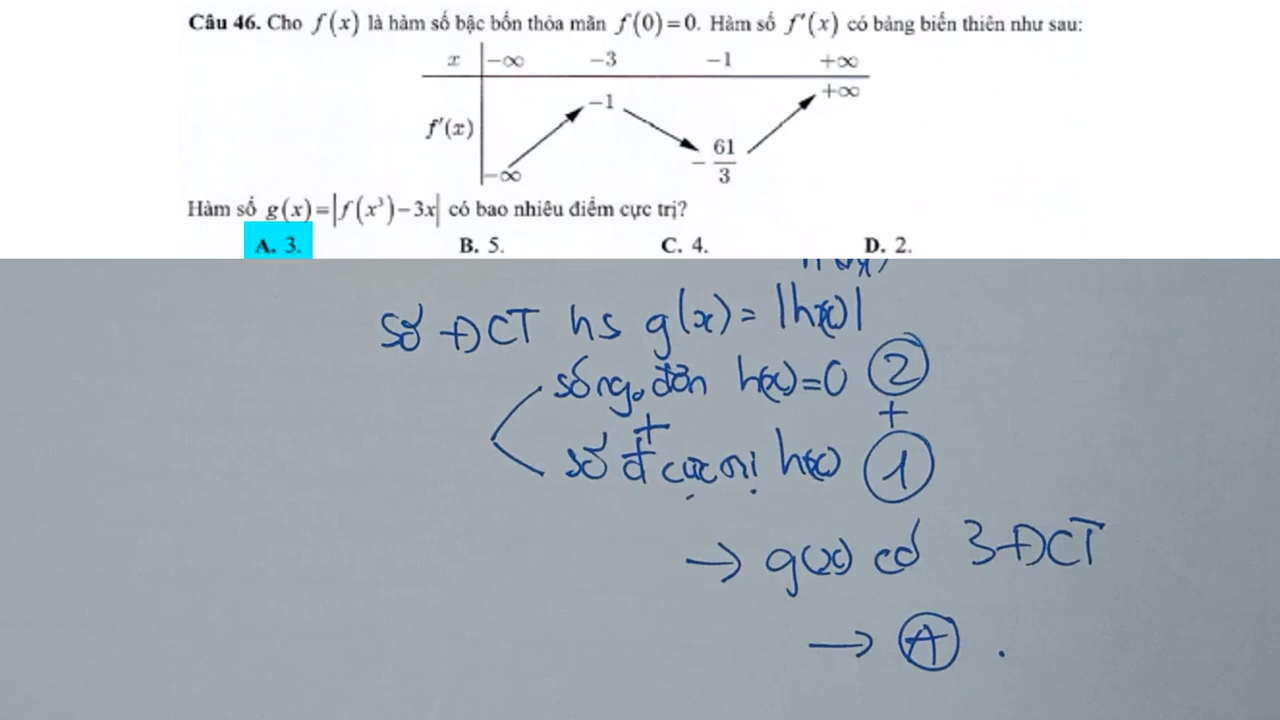 Câu 46. Cho f(x) là hàm số bậc bốn thỏa mãn f(0)=0. Hàm số f'(x) có bảng biến thiên như sau:
x −∞ −3 −1 +∞
f'(x) −∞ −1 −61/3 +∞
Hàm số g(x)=|f(x³)−3x| có bao nhiêu điểm cực trị?
A. 3. B. 5. C. 4. D. 2.
Số ĐCT hs g(x) = |h(x)|
số ng. đơn h(x)=0 2
+ +
số đ cực trị h(x) 1
→ g(x) có 3 ĐCT
→ A .